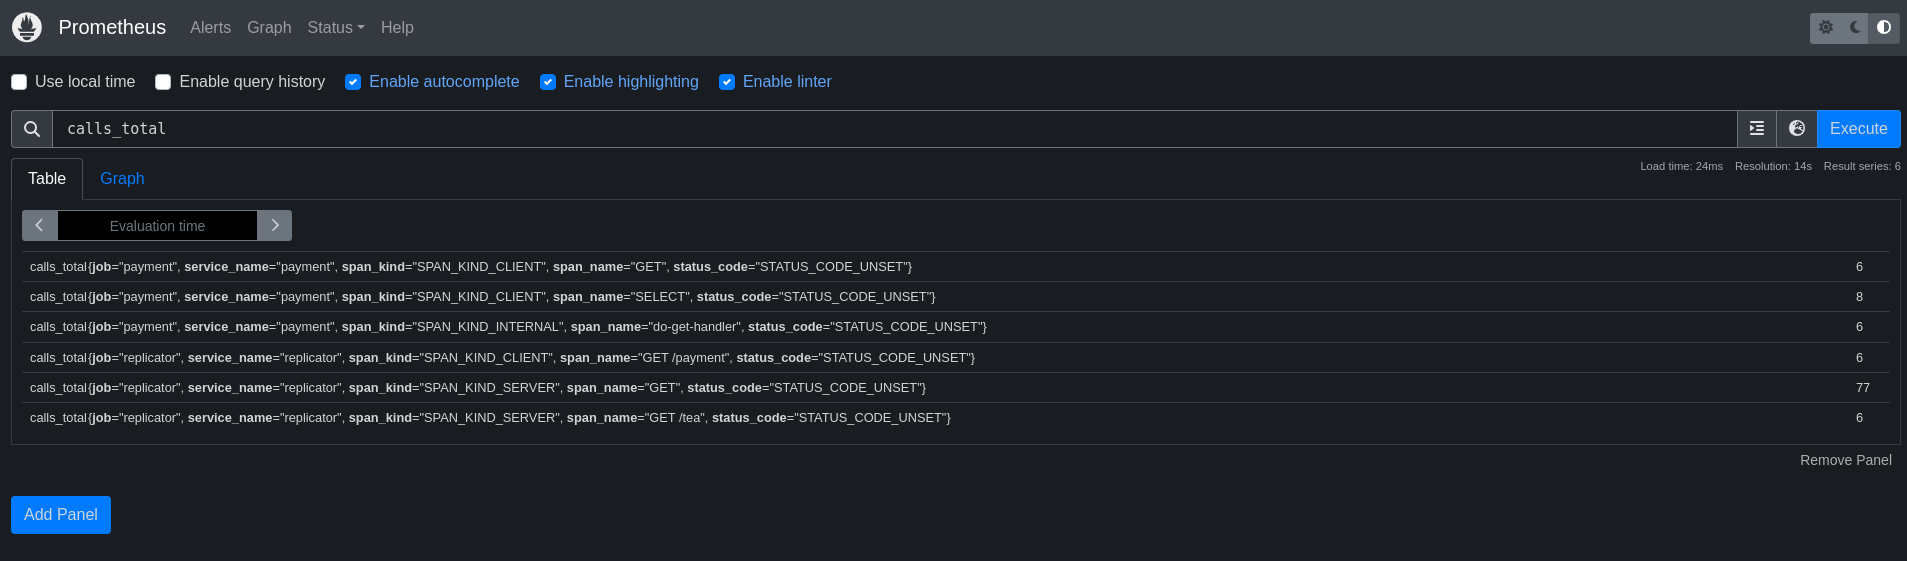 Prometheus Alerts Graph Status Help
Use local time Enable query history Enable autocomplete Enable highlighting Enable linter
calls_total Execute
Table Graph Load time: 24ms Resolution: 14s Result series: 6
Evaluation time
calls_total{job="payment", service_name="payment", span_kind="SPAN_KIND_CLIENT", span_name="GET", status_code="STATUS_CODE_UNSET"} 6
calls_total{job="payment", service_name="payment", span_kind="SPAN_KIND_CLIENT", span_name="SELECT", status_code="STATUS_CODE_UNSET"} 8
calls_total{job="payment", service_name="payment", span_kind="SPAN_KIND_INTERNAL", span_name="do-get-handler", status_code="STATUS_CODE_UNSET"} 6
calls_total{job="replicator", service_name="replicator", span_kind="SPAN_KIND_CLIENT", span_name="GET /payment", status_code="STATUS_CODE_UNSET"} 6
calls_total{job="replicator", service_name="replicator", span_kind="SPAN_KIND_SERVER", span_name="GET", status_code="STATUS_CODE_UNSET"} 77
calls_total{job="replicator", service_name="replicator", span_kind="SPAN_KIND_SERVER", span_name="GET /tea", status_code="STATUS_CODE_UNSET"} 6
Remove Panel
Add Panel